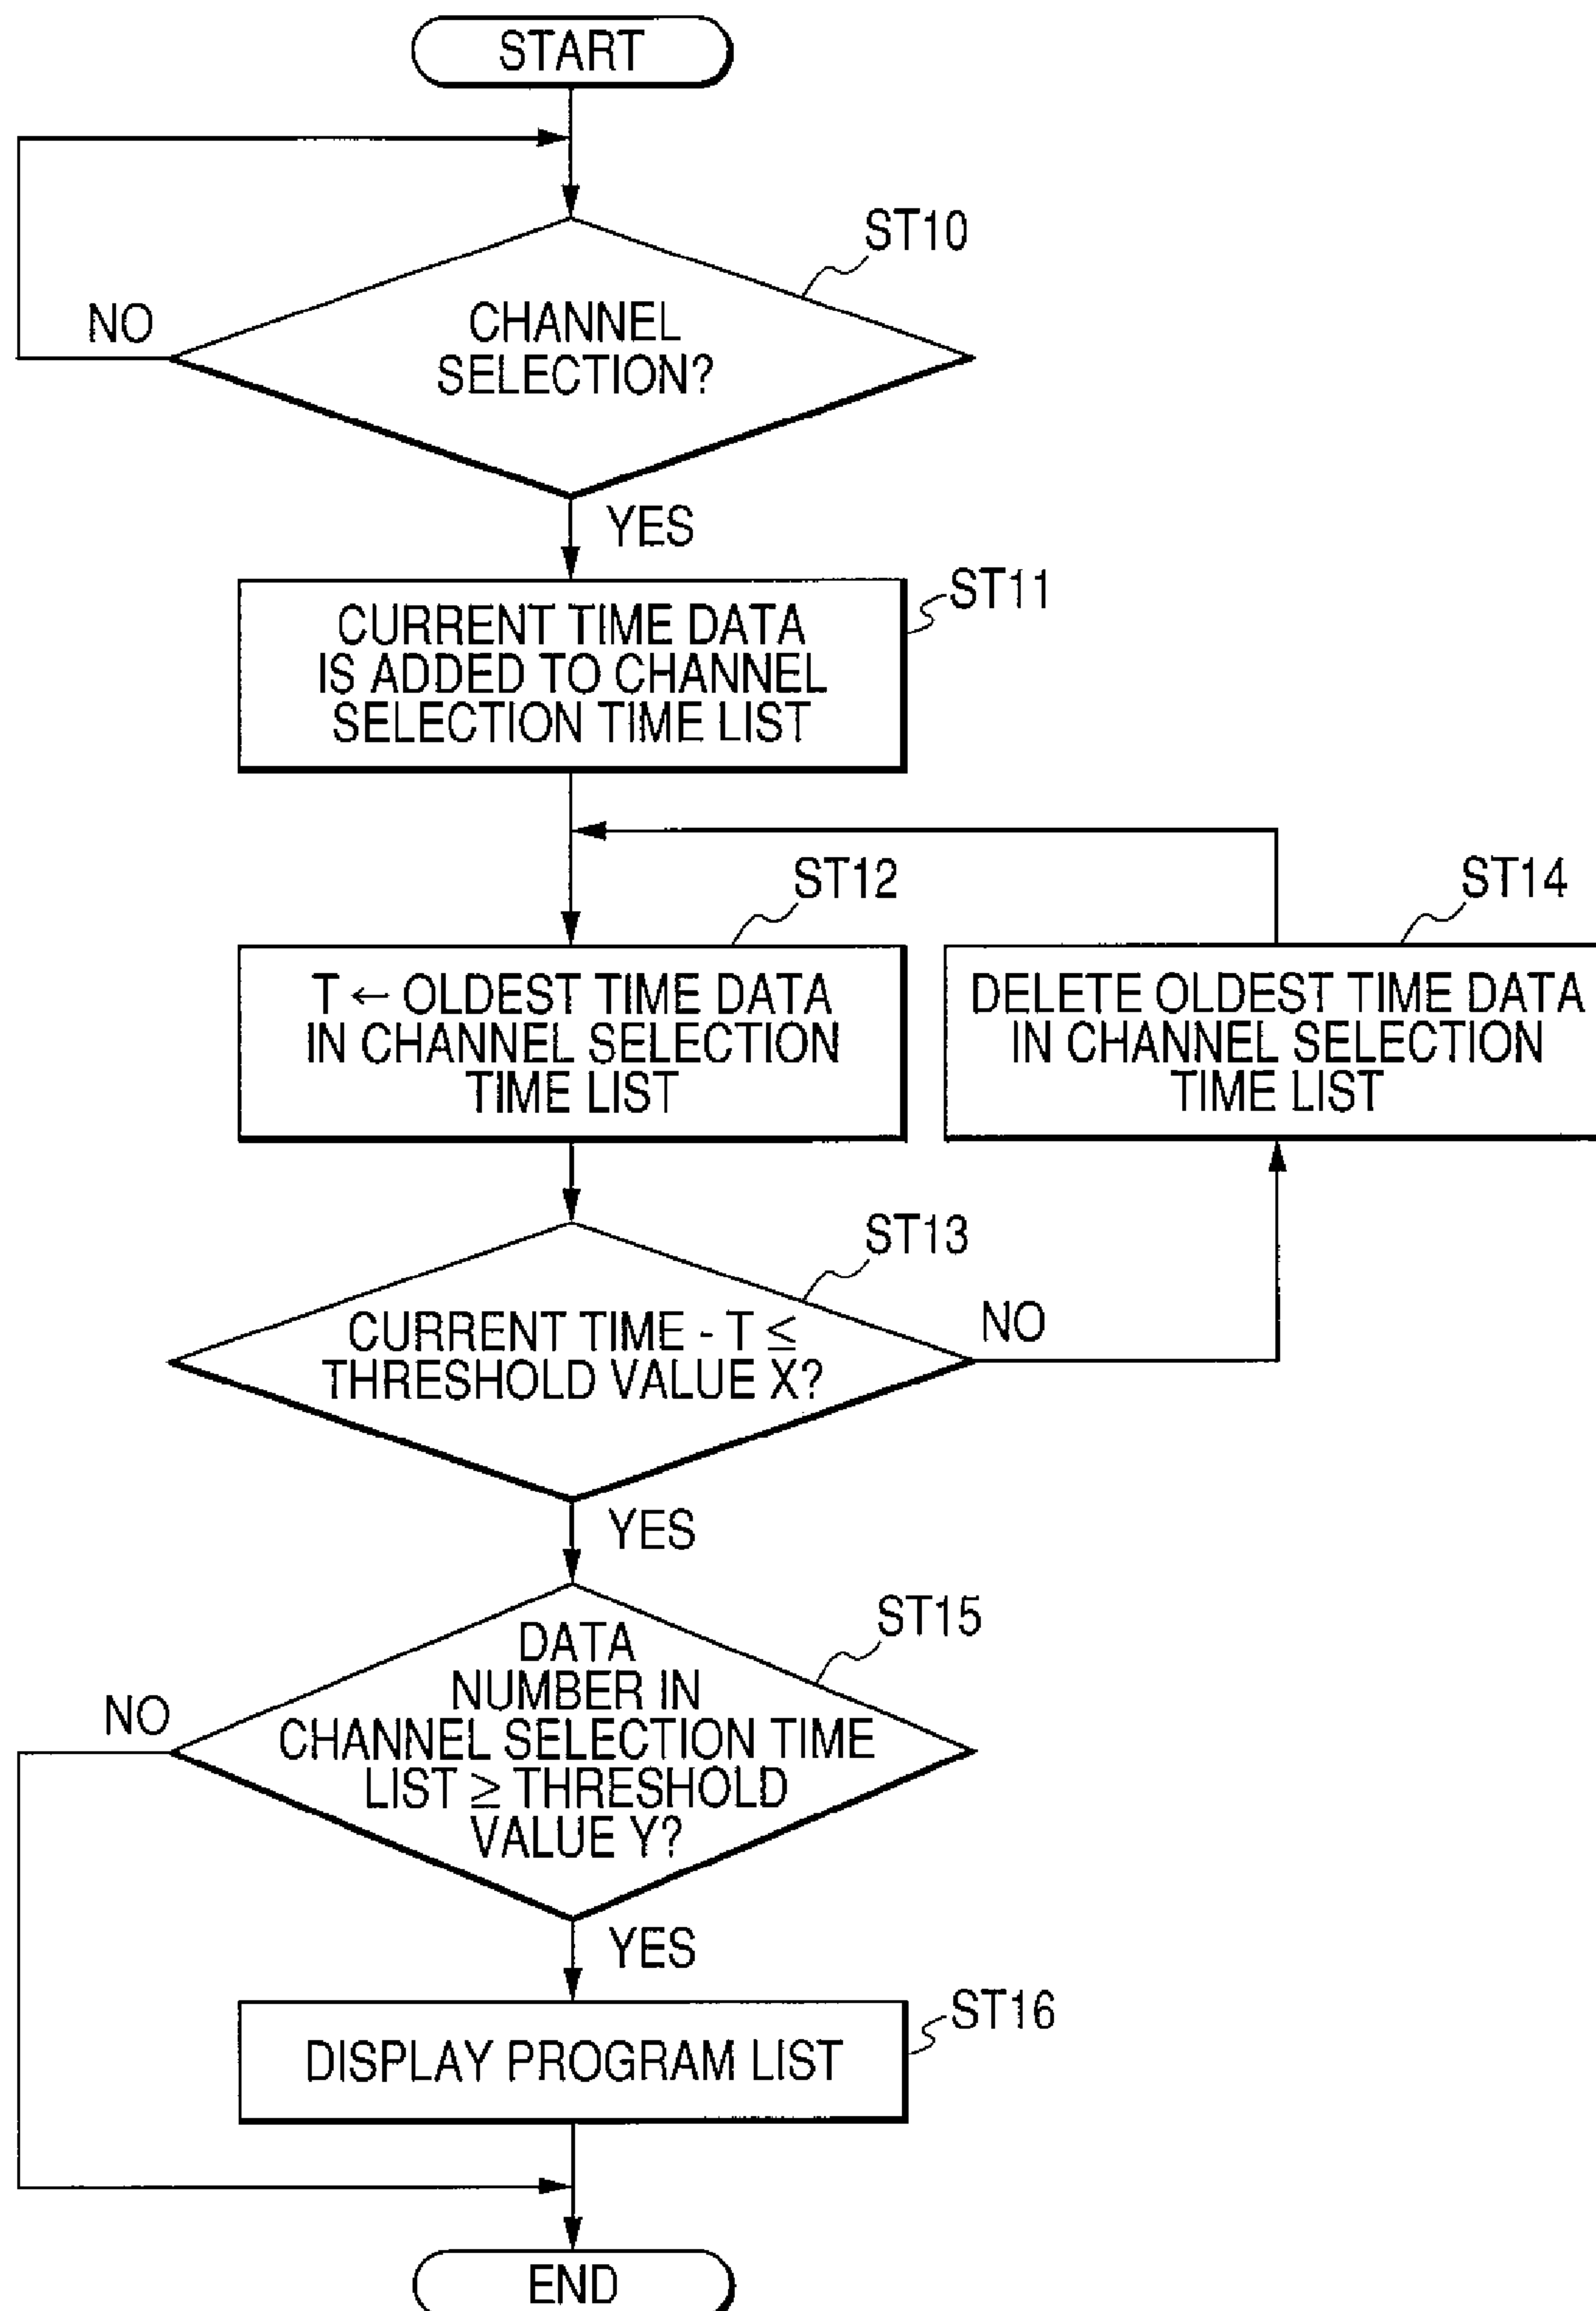 START
ST10
NO
CHANNEL
SELECTION?
YES
ST11
CURRENT TIME DATA
IS ADDED TO CHANNEL
SELECTION TIME LIST
ST12
ST14
T ← OLDEST TIME DATA
IN CHANNEL SELECTION
TIME LIST
DELETE OLDEST TIME DATA
IN CHANNEL SELECTION
TIME LIST
ST13
CURRENT TIME - T ≤
THRESHOLD VALUE X?
NO
YES
ST15
DATA
NUMBER IN
CHANNEL SELECTION TIME
LIST ≥ THRESHOLD
VALUE Y?
NO
YES
ST16
DISPLAY PROGRAM LIST
END